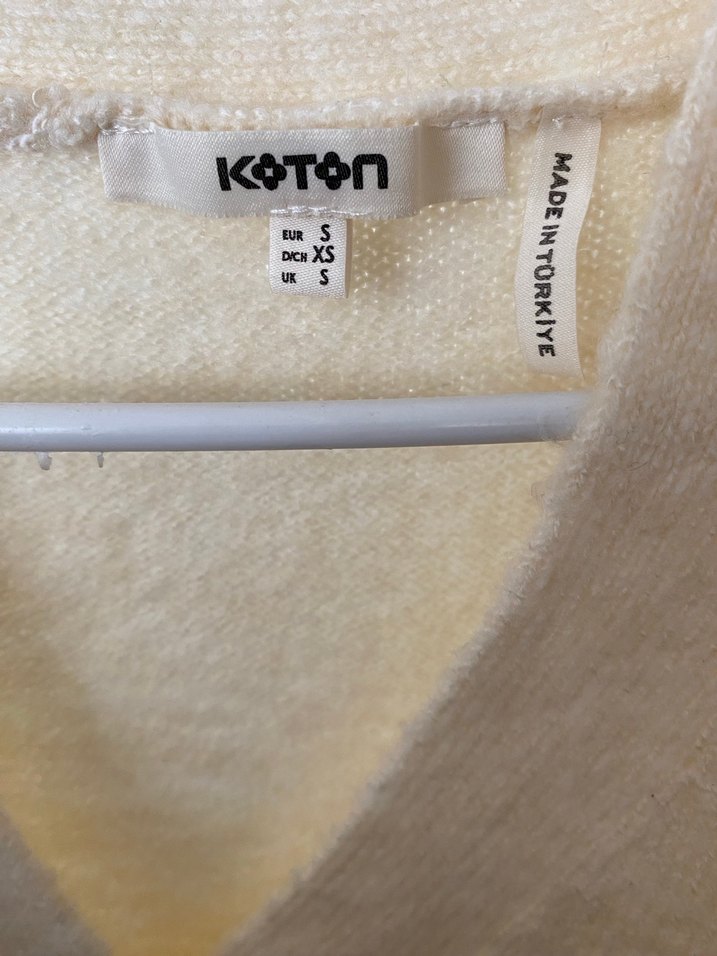 KOTON
EUR S
D/CH XS
UK S
MADE IN TÜRKİYE